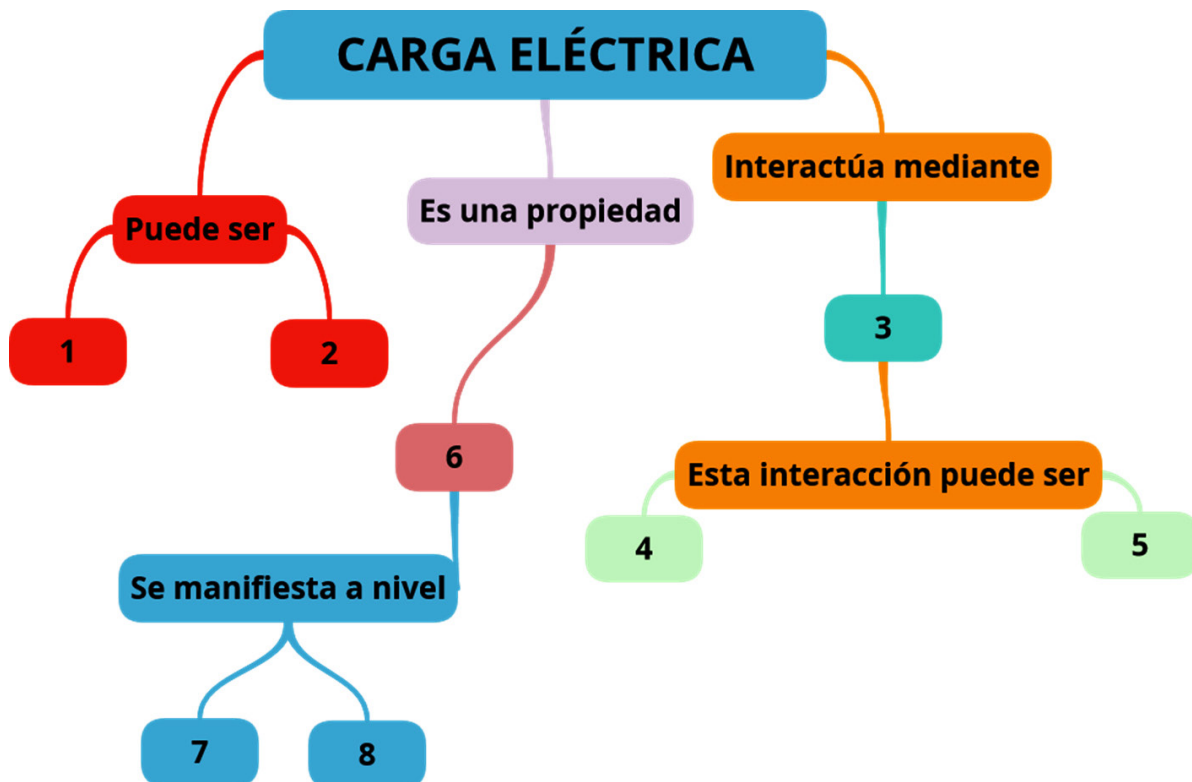 CARGA ELÉCTRICA
Interactúa mediante
Es una propiedad
Puede ser
1
2
3
6
Esta interacción puede ser
4
5
Se manifiesta a nivel
7
8